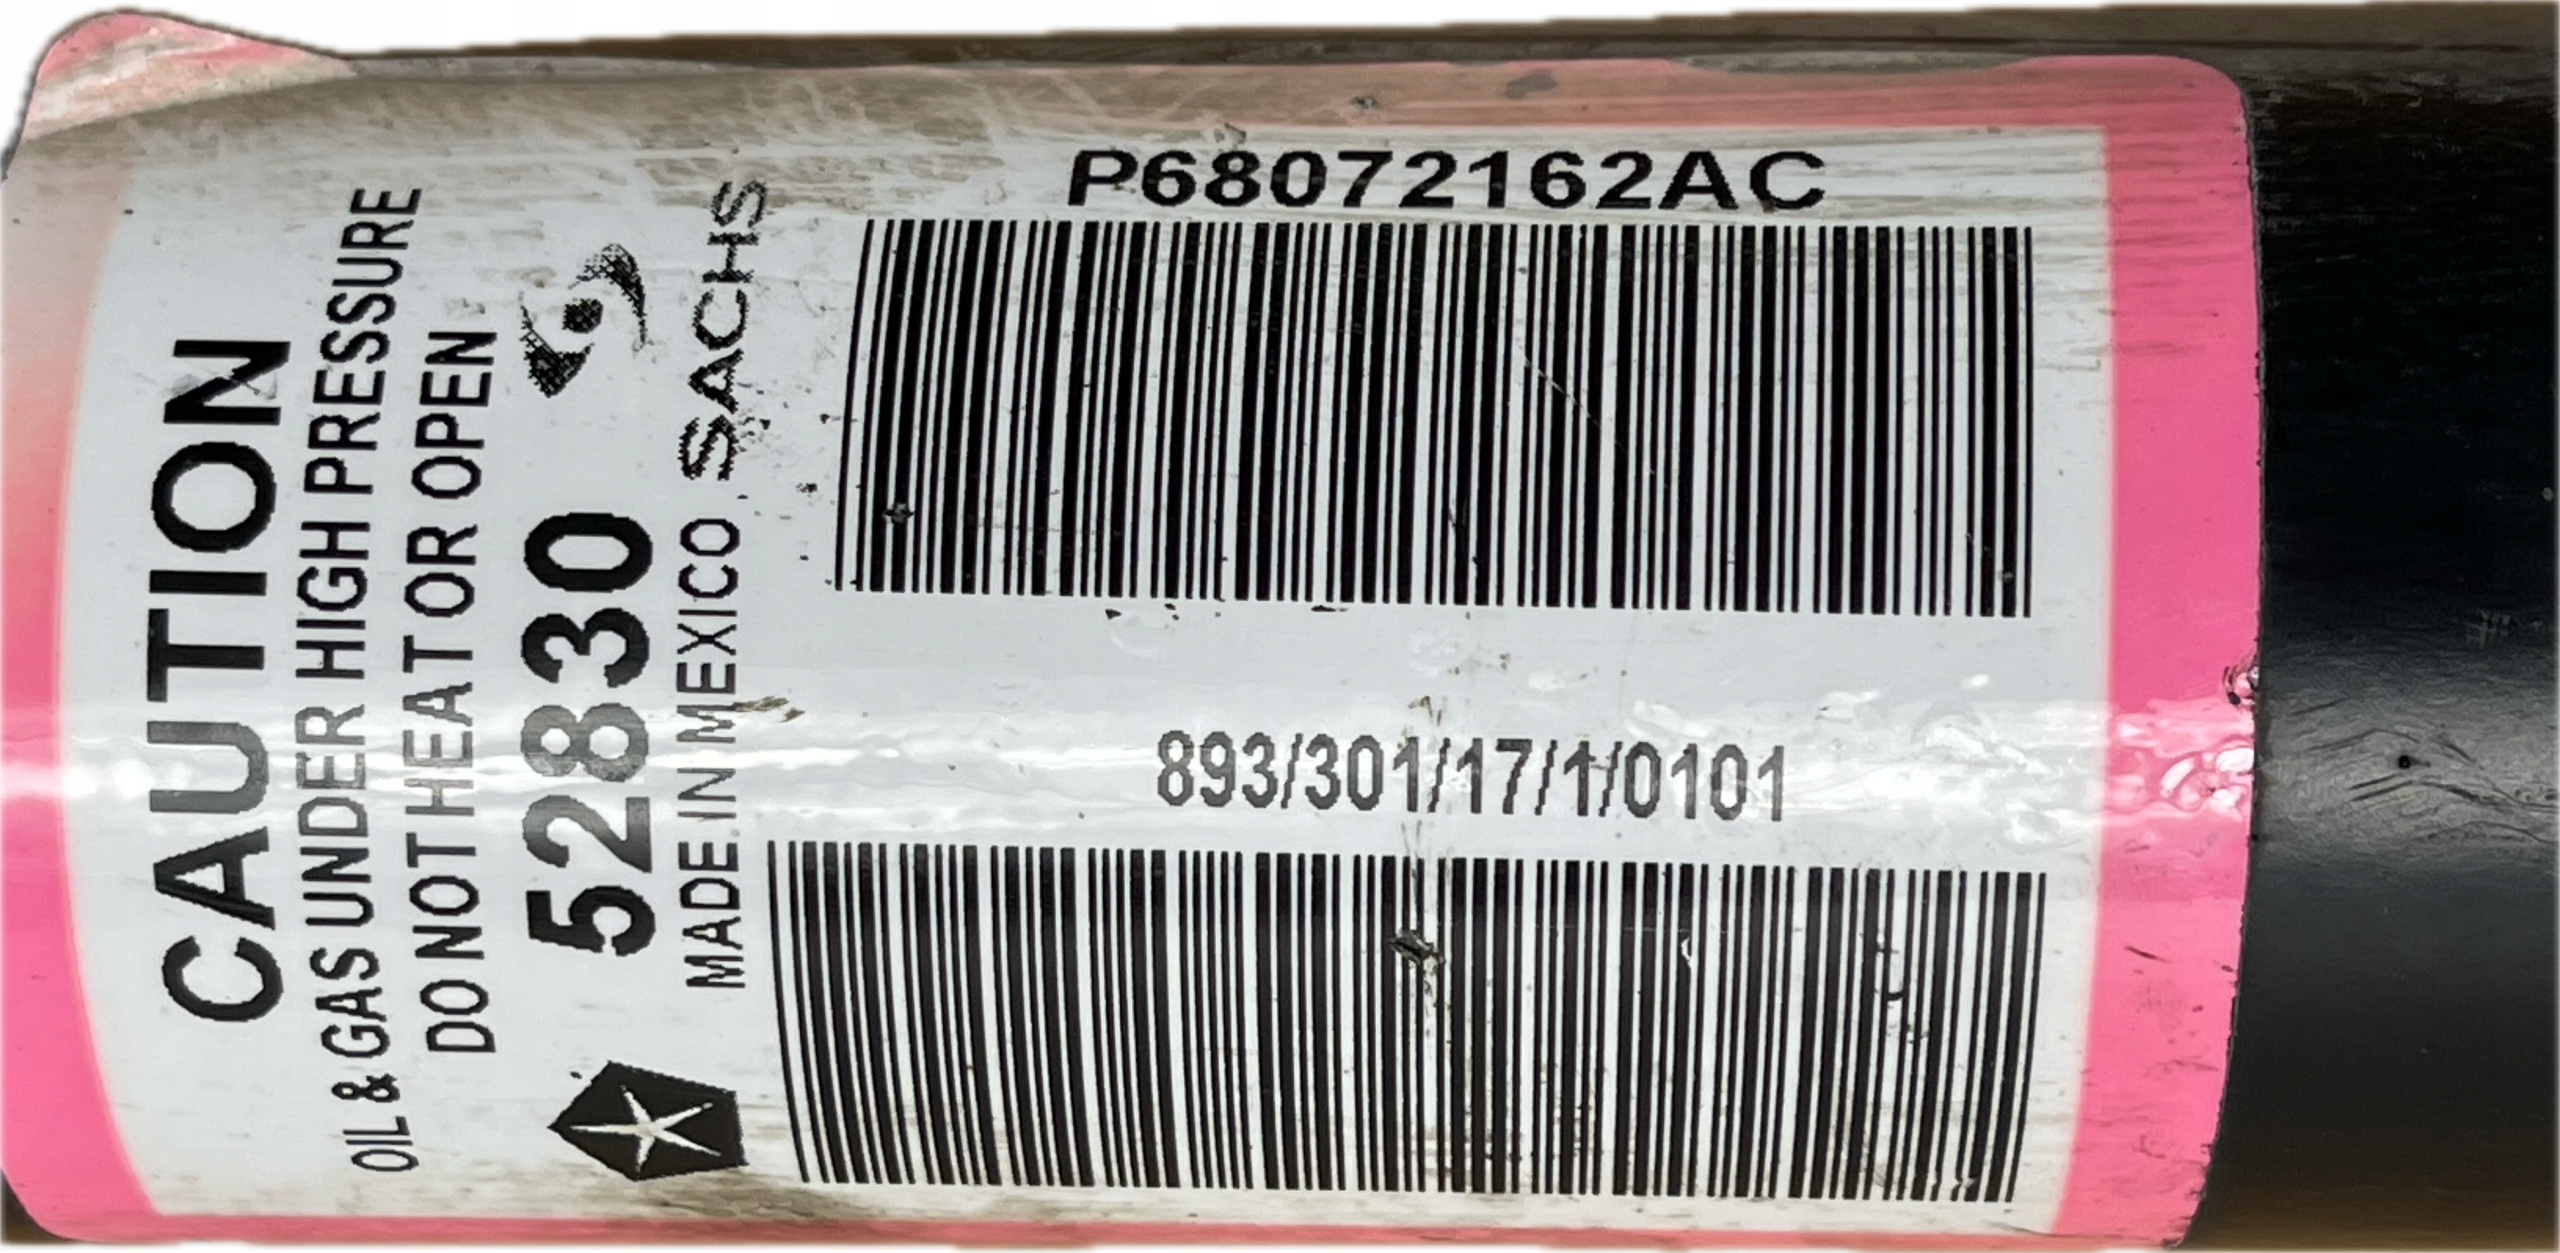 CAUTION
OIL & GAS UNDER HIGH PRESSURE
DO NOT HEAT OR OPEN
52830
MADE IN MEXICO SACHS
P68072162AC
893/301/17/1/0101